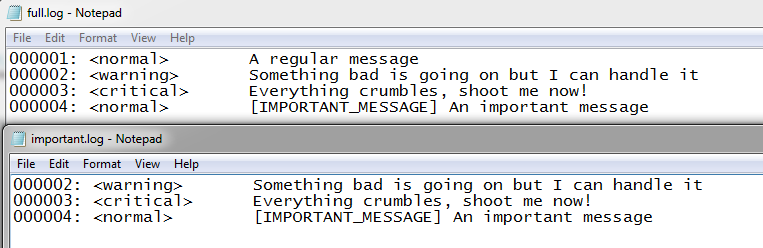 full.log - Notepad
File Edit Format View Help
000001: <normal> A regular message
000002: <warning> Something bad is going on but I can handle it
000003: <critical> Everything crumbles, shoot me now!
000004: <normal> [IMPORTANT_MESSAGE] An important message
important.log - Notepad
File Edit Format View Help
000002: <warning> Something bad is going on but I can handle it
000003: <critical> Everything crumbles, shoot me now!
000004: <normal> [IMPORTANT_MESSAGE] An important message